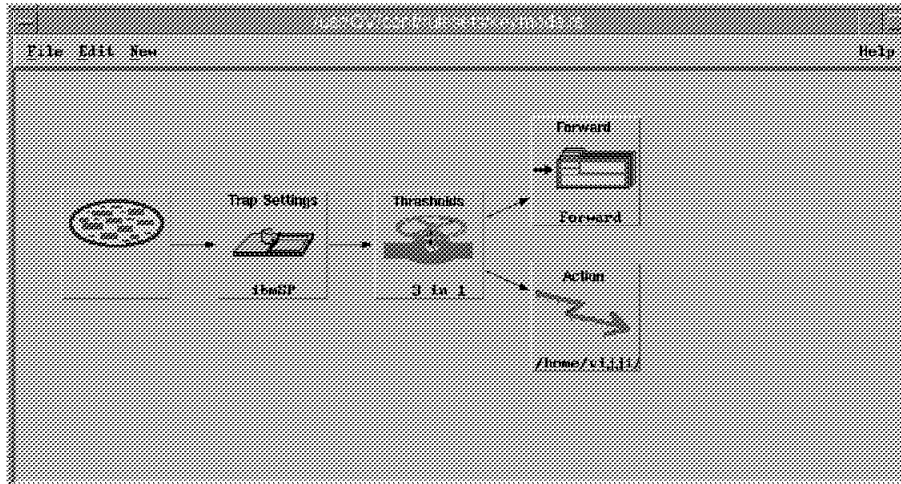 File Edit New
Help
Forward
Trap Settings
Thresholds
Forward
Action
ibmSP
3 in 1